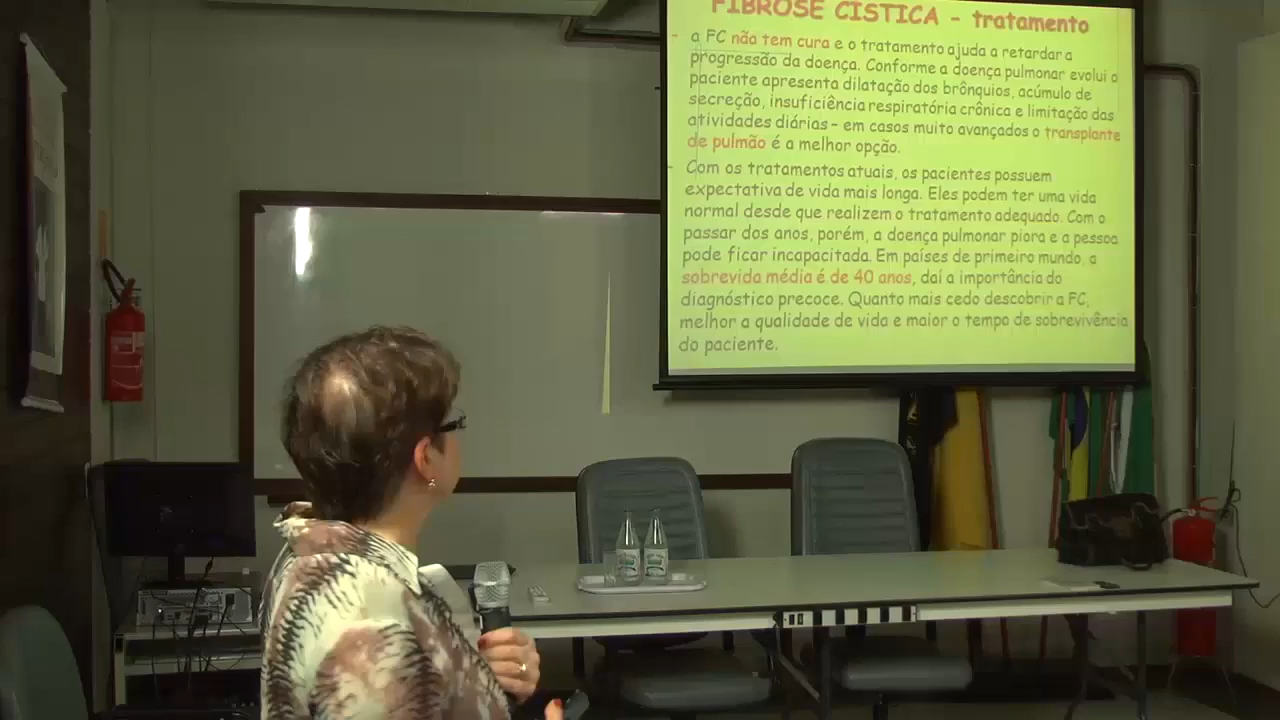 FIBROSE CÍSTICA - tratamento
- a FC não tem cura e o tratamento ajuda a retardar a
progressão da doença. Conforme a doença pulmonar evolui o
paciente apresenta dilatação dos brônquios, acúmulo de
secreção, insuficiência respiratória crônica e limitação das
atividades diárias – em casos muito avançados o transplante
de pulmão é a melhor opção.
- Com os tratamentos atuais, os pacientes possuem
expectativa de vida mais longa. Eles podem ter uma vida
normal desde que realizem o tratamento adequado. Com o
passar dos anos, porém, a doença pulmonar piora e a pessoa
pode ficar incapacitada. Em países de primeiro mundo, a
sobrevida média é de 40 anos, daí a importância do
diagnóstico precoce. Quanto mais cedo descobrir a FC,
melhor a qualidade de vida e maior o tempo de sobrevivência
do paciente.